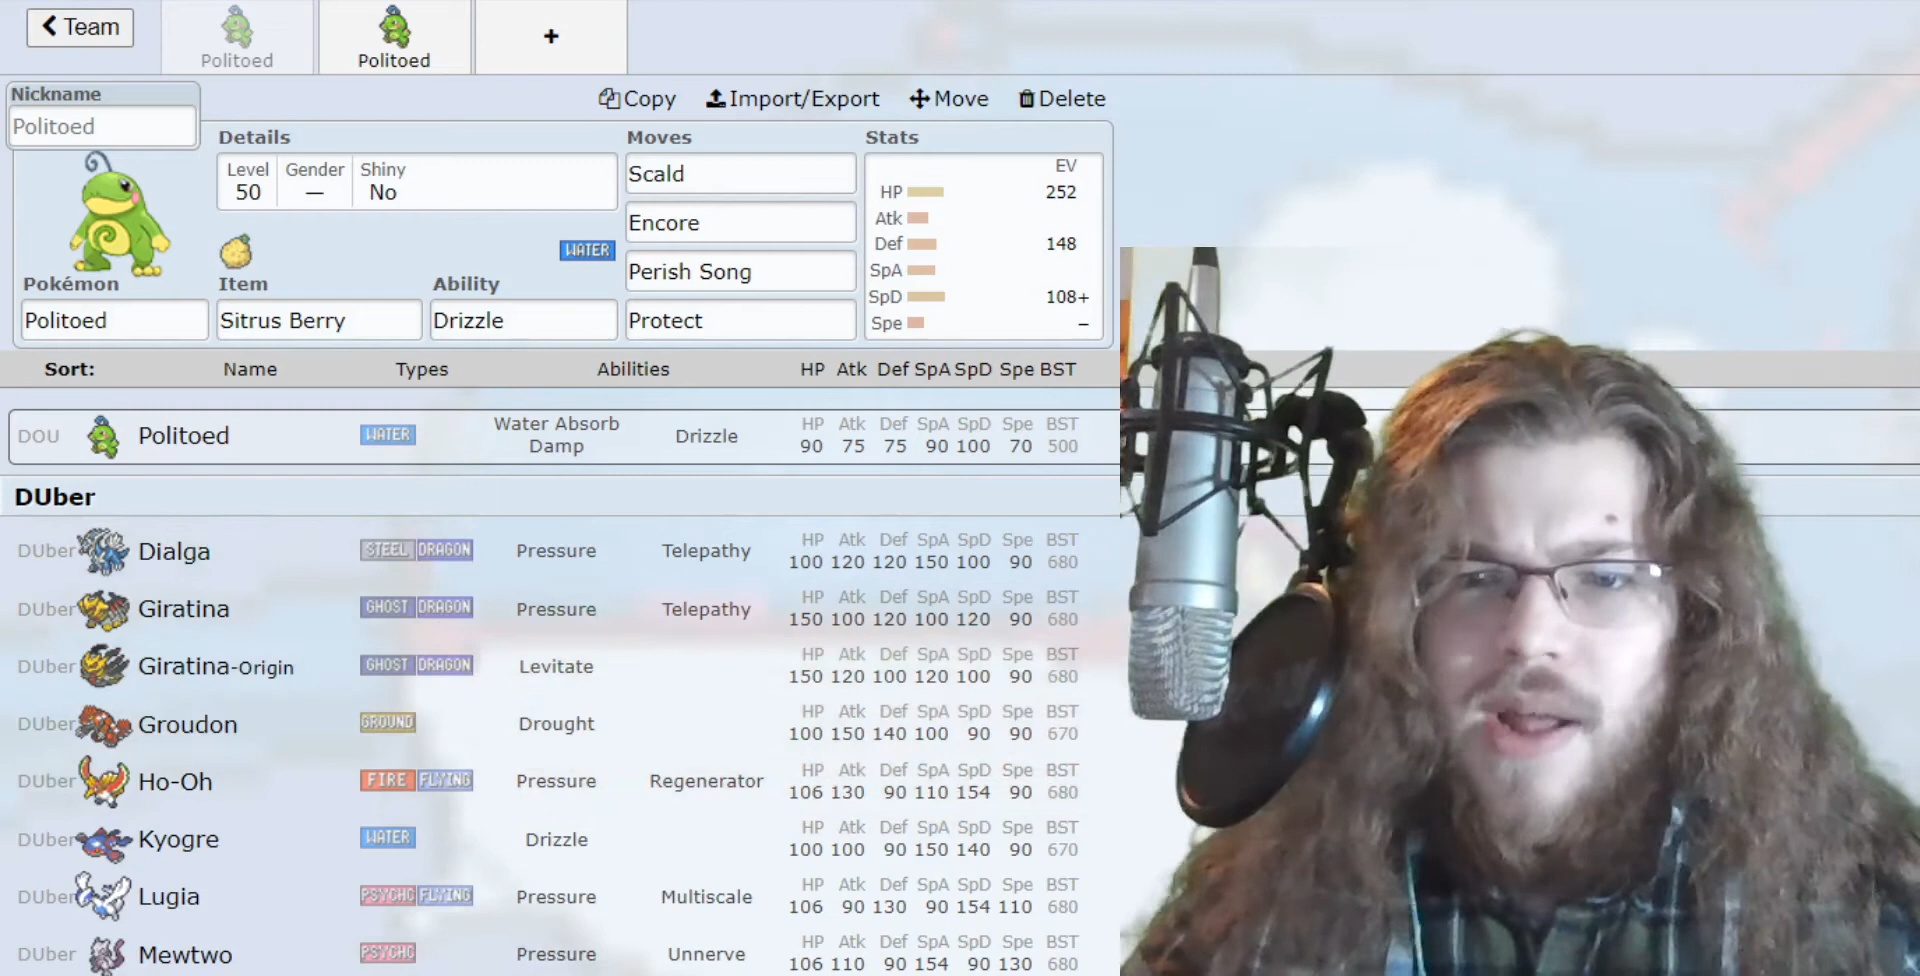 Team
Politoed
Politoed
+
Nickname
Politoed
Copy
Import/Export
Move
Delete
Details
Level
50
Gender
—
Shiny
No
WATER
Pokémon
Politoed
Item
Sitrus Berry
Ability
Drizzle
Moves
Scald
Encore
Perish Song
Protect
Stats
EV
HP 252
Atk
Def 148
SpA
SpD 108+
Spe −
Sort: Name Types Abilities HP Atk Def SpA SpD Spe BST
DOU Politoed WATER Water Absorb Damp Drizzle
HP Atk Def SpA SpD Spe BST
90 75 75 90 100 70 500
DUber
DUber Dialga STEEL DRAGON Pressure Telepathy
HP Atk Def SpA SpD Spe BST
100 120 120 150 100 90 680
DUber Giratina GHOST DRAGON Pressure Telepathy
HP Atk Def SpA SpD Spe BST
150 100 120 100 120 90 680
DUber Giratina-Origin GHOST DRAGON Levitate
HP Atk Def SpA SpD Spe BST
150 120 100 120 100 90 680
DUber Groudon GROUND Drought
HP Atk Def SpA SpD Spe BST
100 150 140 100 90 90 670
DUber Ho-Oh FIRE FLYING Pressure Regenerator
HP Atk Def SpA SpD Spe BST
106 130 90 110 154 90 680
DUber Kyogre WATER Drizzle
HP Atk Def SpA SpD Spe BST
100 100 90 150 140 90 670
DUber Lugia PSYCHC FLYING Pressure Multiscale
HP Atk Def SpA SpD Spe BST
106 90 130 90 154 110 680
DUber Mewtwo PSYCHC Pressure Unnerve
HP Atk Def SpA SpD Spe BST
106 110 90 154 90 130 680